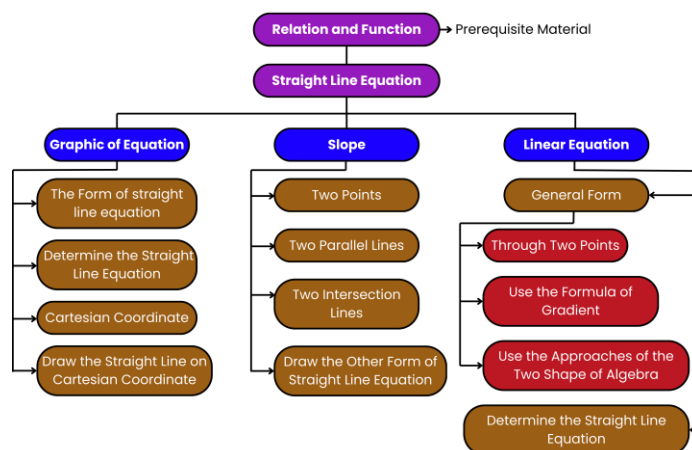 Relation and Function
Prerequisite Material
Straight Line Equation
Graphic of Equation
The Form of straight
line equation
Determine the Straight
Line Equation
Cartesian Coordinate
Draw the Straight Line on
Cartesian Coordinate
Slope
Two Points
Two Parallel Lines
Two Intersection
Lines
Draw the Other Form of
Straight Line Equation
Linear Equation
General Form
Through Two Points
Use the Formula of
Gradient
Use the Approaches of the
Two Shape of Algebra
Determine the Straight Line
Equation